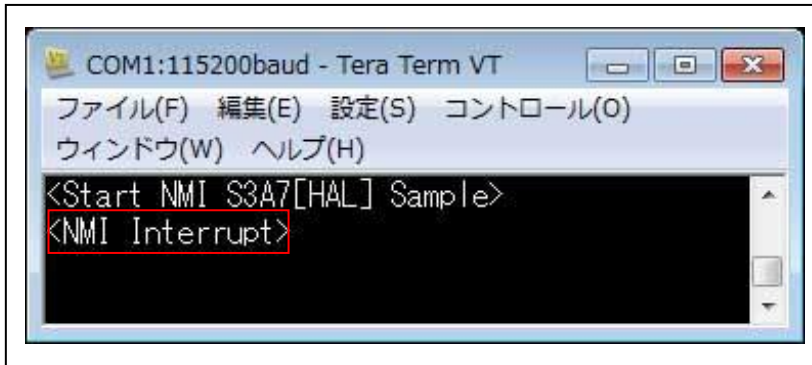 COM1:115200baud - Tera Term VT
ファイル(F) 編集(E) 設定(S) コントロール(O)
ウィンドウ(W) ヘルプ(H)
<Start NMI S3A7[HAL] Sample>
<NMI Interrupt>